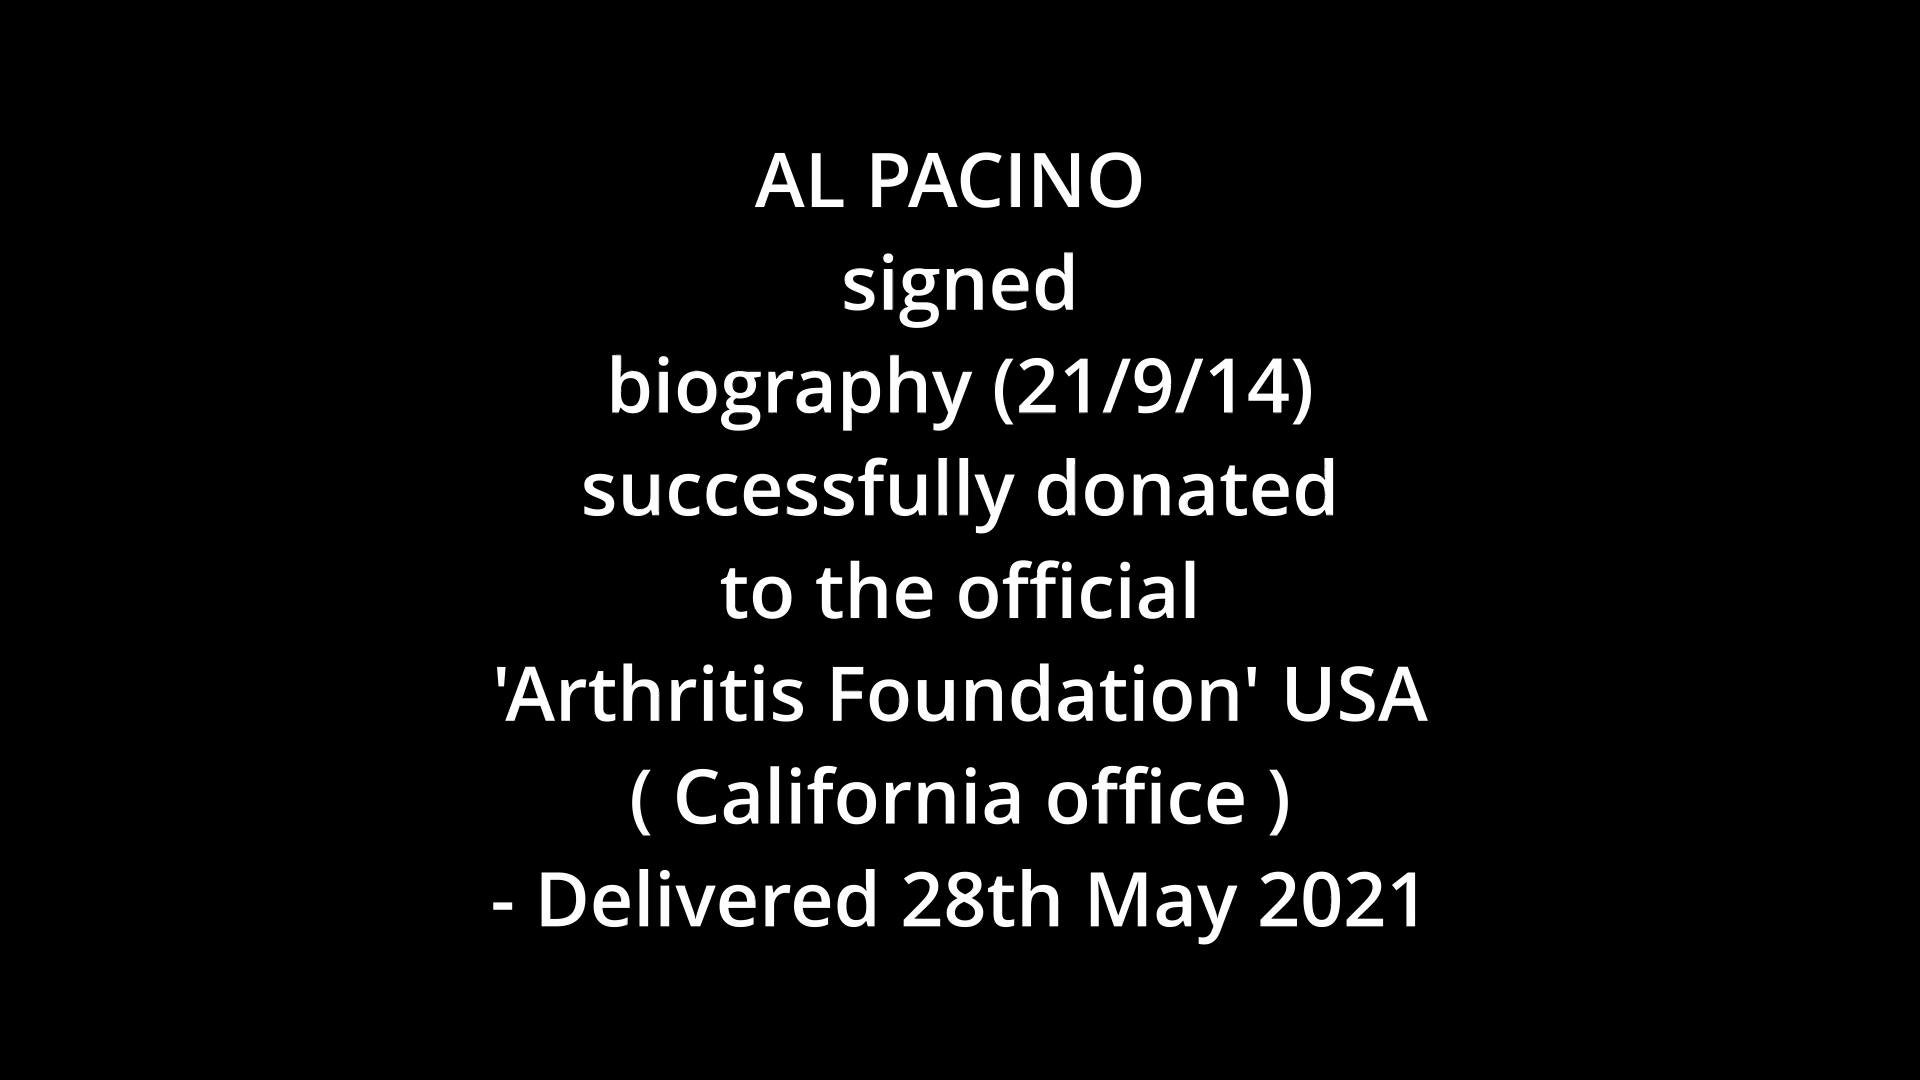 AL PACINO
signed
biography (21/9/14)
successfully donated
to the official
'Arthritis Foundation' USA
( California office )
- Delivered 28th May 2021